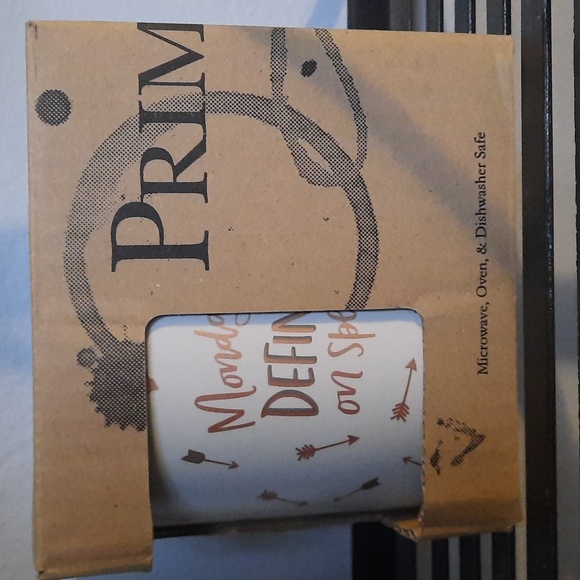 PRIM
Monda
DEFIN
on Spe
Microwave, Oven, & Dishwasher Safe